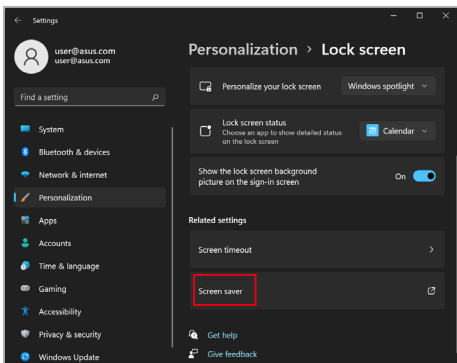 Settings
user@asus.com
user@asus.com
Find a setting
System
Bluetooth & devices
Network & internet
Personalization
Apps
Accounts
Time & language
Gaming
Accessibility
Privacy & security
Windows Update
Personalization > Lock screen
Personalize your lock screen
Windows spotlight
Lock screen status
Choose an app to show detailed status
on the lock screen
Calendar
Show the lock screen background
picture on the sign-in screen
On
Related settings
Screen timeout
Screen saver
Get help
Give feedback